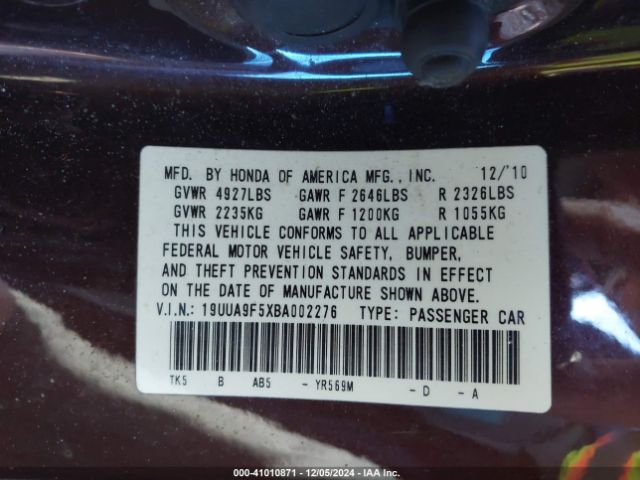 MFD. BY HONDA OF AMERICA MFG., INC. 12/'10
GVWR 4927LBS GAWR F 2646LBS R 2326LBS
GVWR 2235KG GAWR F 1200KG R 1055KG
THIS VEHICLE CONFORMS TO ALL APPLICABLE
FEDERAL MOTOR VEHICLE SAFETY, BUMPER,
AND THEFT PREVENTION STANDARDS IN EFFECT
ON THE DATE OF MANUFACTURE SHOWN ABOVE.
V.I.N.: 19UUA9F5XBA002276 TYPE: PASSENGER CAR
TK5 B AB5 - YR569M - D - A
000-41010871 - 12/05/2024 - IAA Inc.